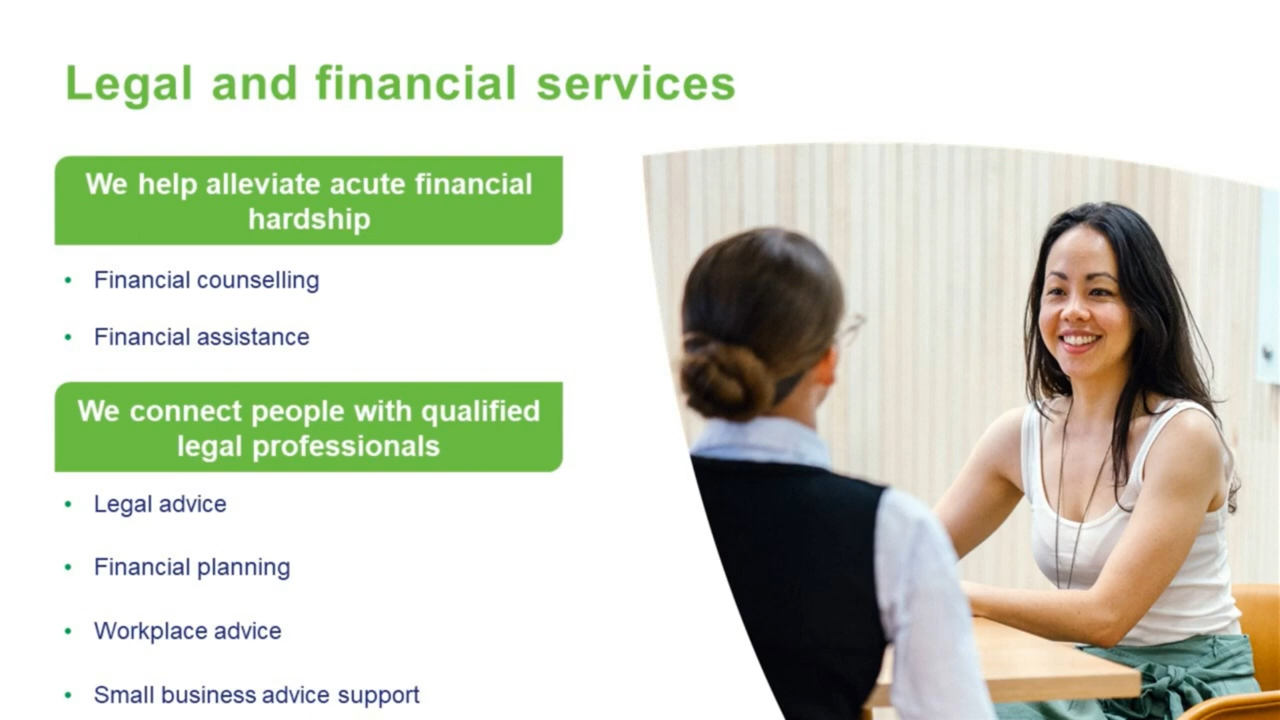 Legal and financial services
We help alleviate acute financial
hardship
• Financial counselling
• Financial assistance
We connect people with qualified
legal professionals
• Legal advice
• Financial planning
• Workplace advice
• Small business advice support